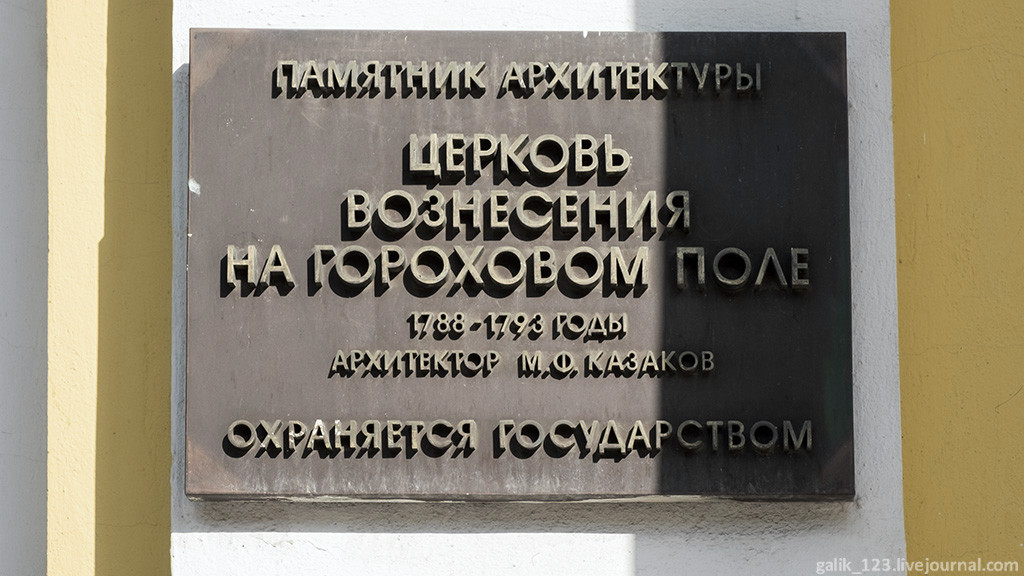 ПАМЯТНИК АРХИТЕКТУРЫ
ЦЕРКОВЬ
ВОЗНЕСЕНИЯ
НА ГОРОХОВОМ ПОЛЕ
1788-1793 ГОДЫ
АРХИТЕКТОР М.Ф. КАЗАКОВ
ОХРАНЯЕТСЯ ГОСУДАРСТВОМ
galik_123.livejournal.com